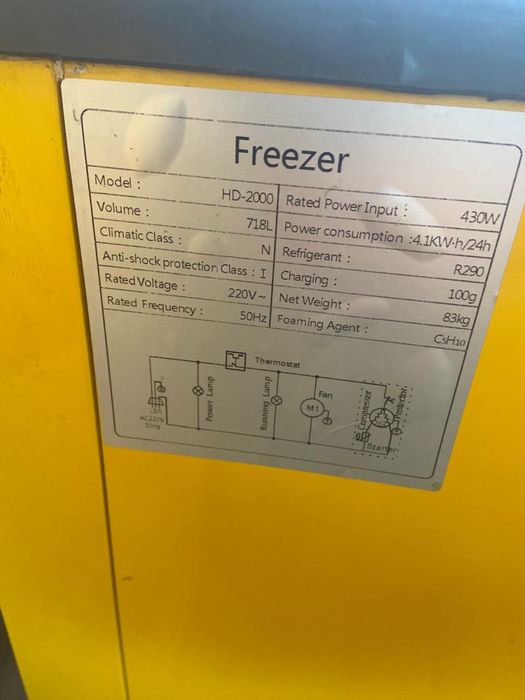 Freezer
Model : HD-2000
Volume : 718L
Climatic Class : N
Anti-shock protection Class : I
Rated Voltage : 220V~
Rated Frequency : 50Hz
Rated Power Input : 430W
Power consumption :4.1KW·h/24h
Refrigerant : R290
Charging : 100g
Net Weight : 83kg
Foaming Agent : C5H10
Thermostat
Power Lamp
Running Lamp
Fan
M1
Compressor
Protector
Starter
AC220V
50Hz